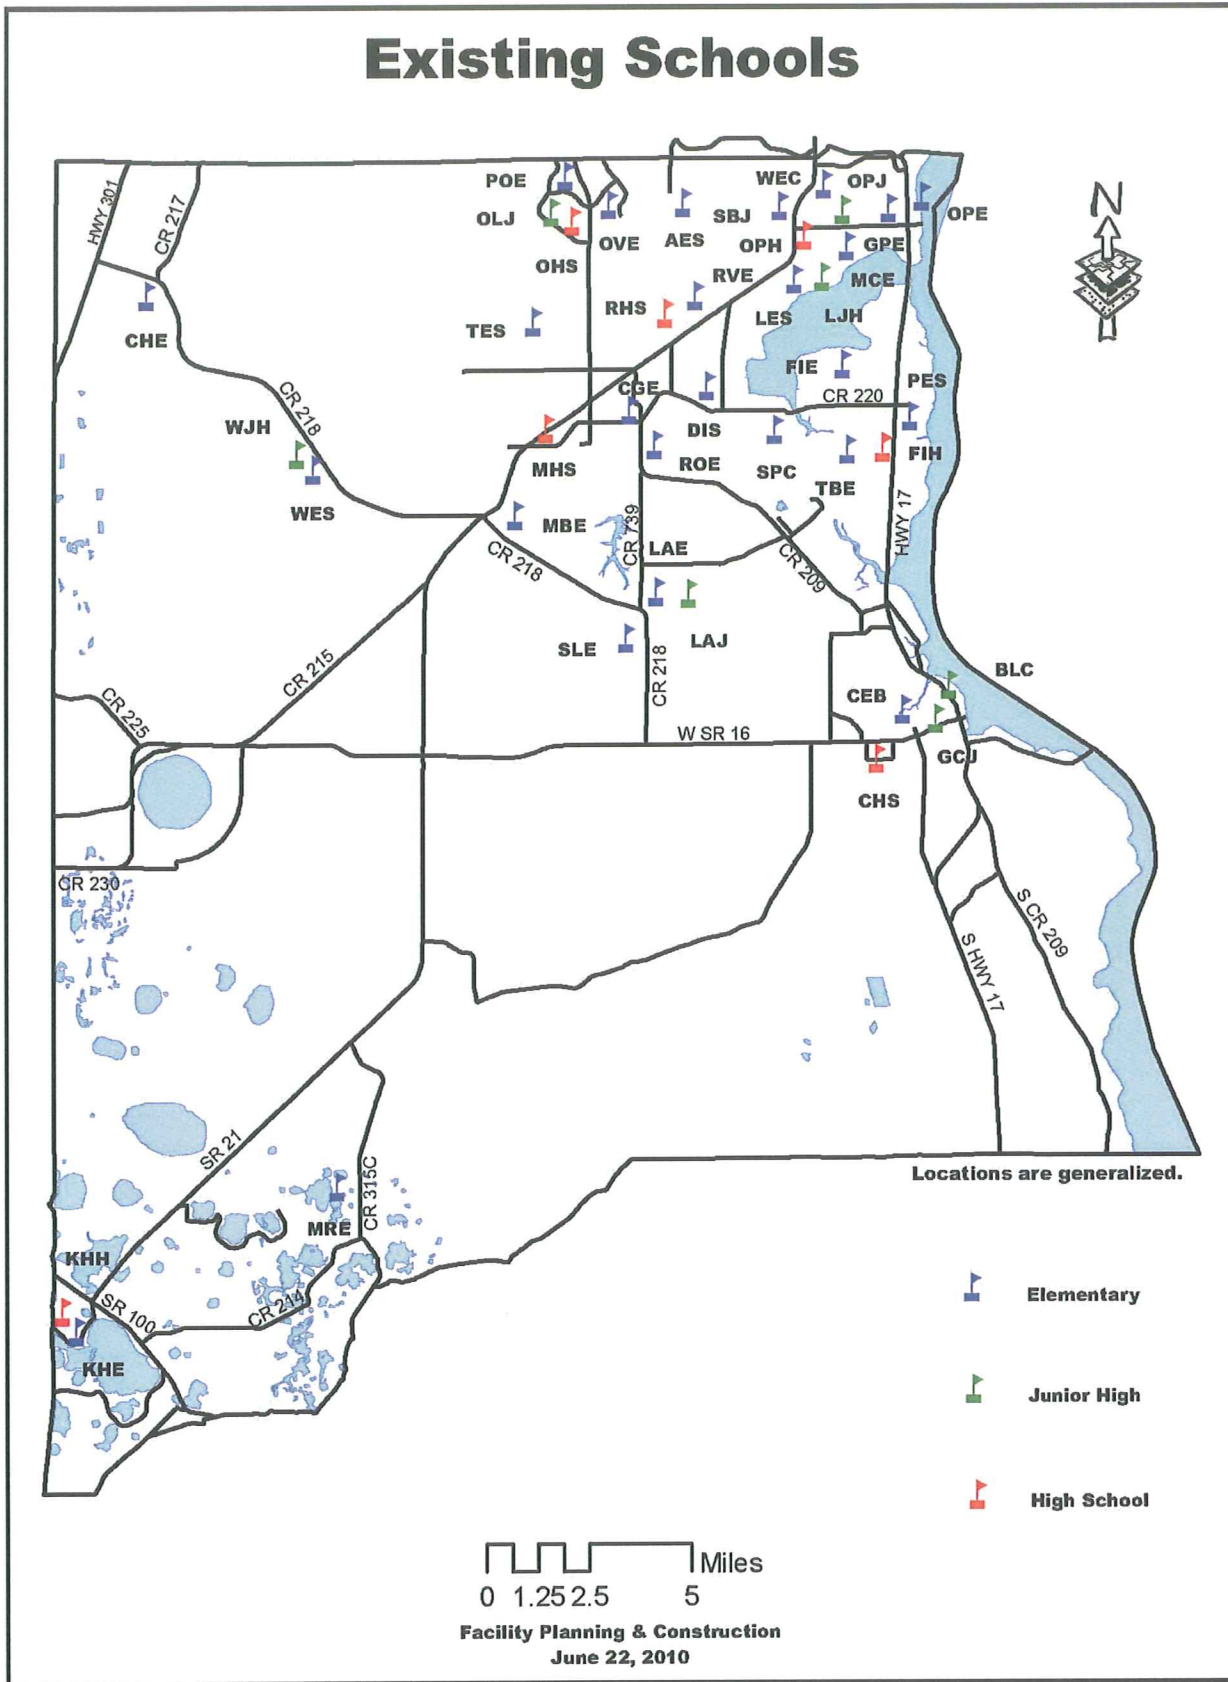 Existing Schools
HWY 301
CR 217
POE
WEC
OPJ
N
OLJ
SBJ
OPE
OVE
AES
OPH
GPE
OHS
RVE
MCE
RHS
LES
LJH
CHE
TES
FIE
PES
CGE
CR 220
CR 218
WJH
DIS
FIH
MHS
ROE
SPC
TBE
WES
MBE
CR 739
HWY 17
LAE
CR 218
CR 209
SLE
LAJ
CR 218
CR 215
BLC
CEB
CR 225
W SR 16
GCJ
CHS
CR 230
S CR 209
S HWY 17
SR 21
Locations are generalized.
CR 315C
MRE
KHH
SR 100
CR 214
Elementary
KHE
Junior High
High School
Miles
0 1.25 2.5 5
Facility Planning & Construction
June 22, 2010